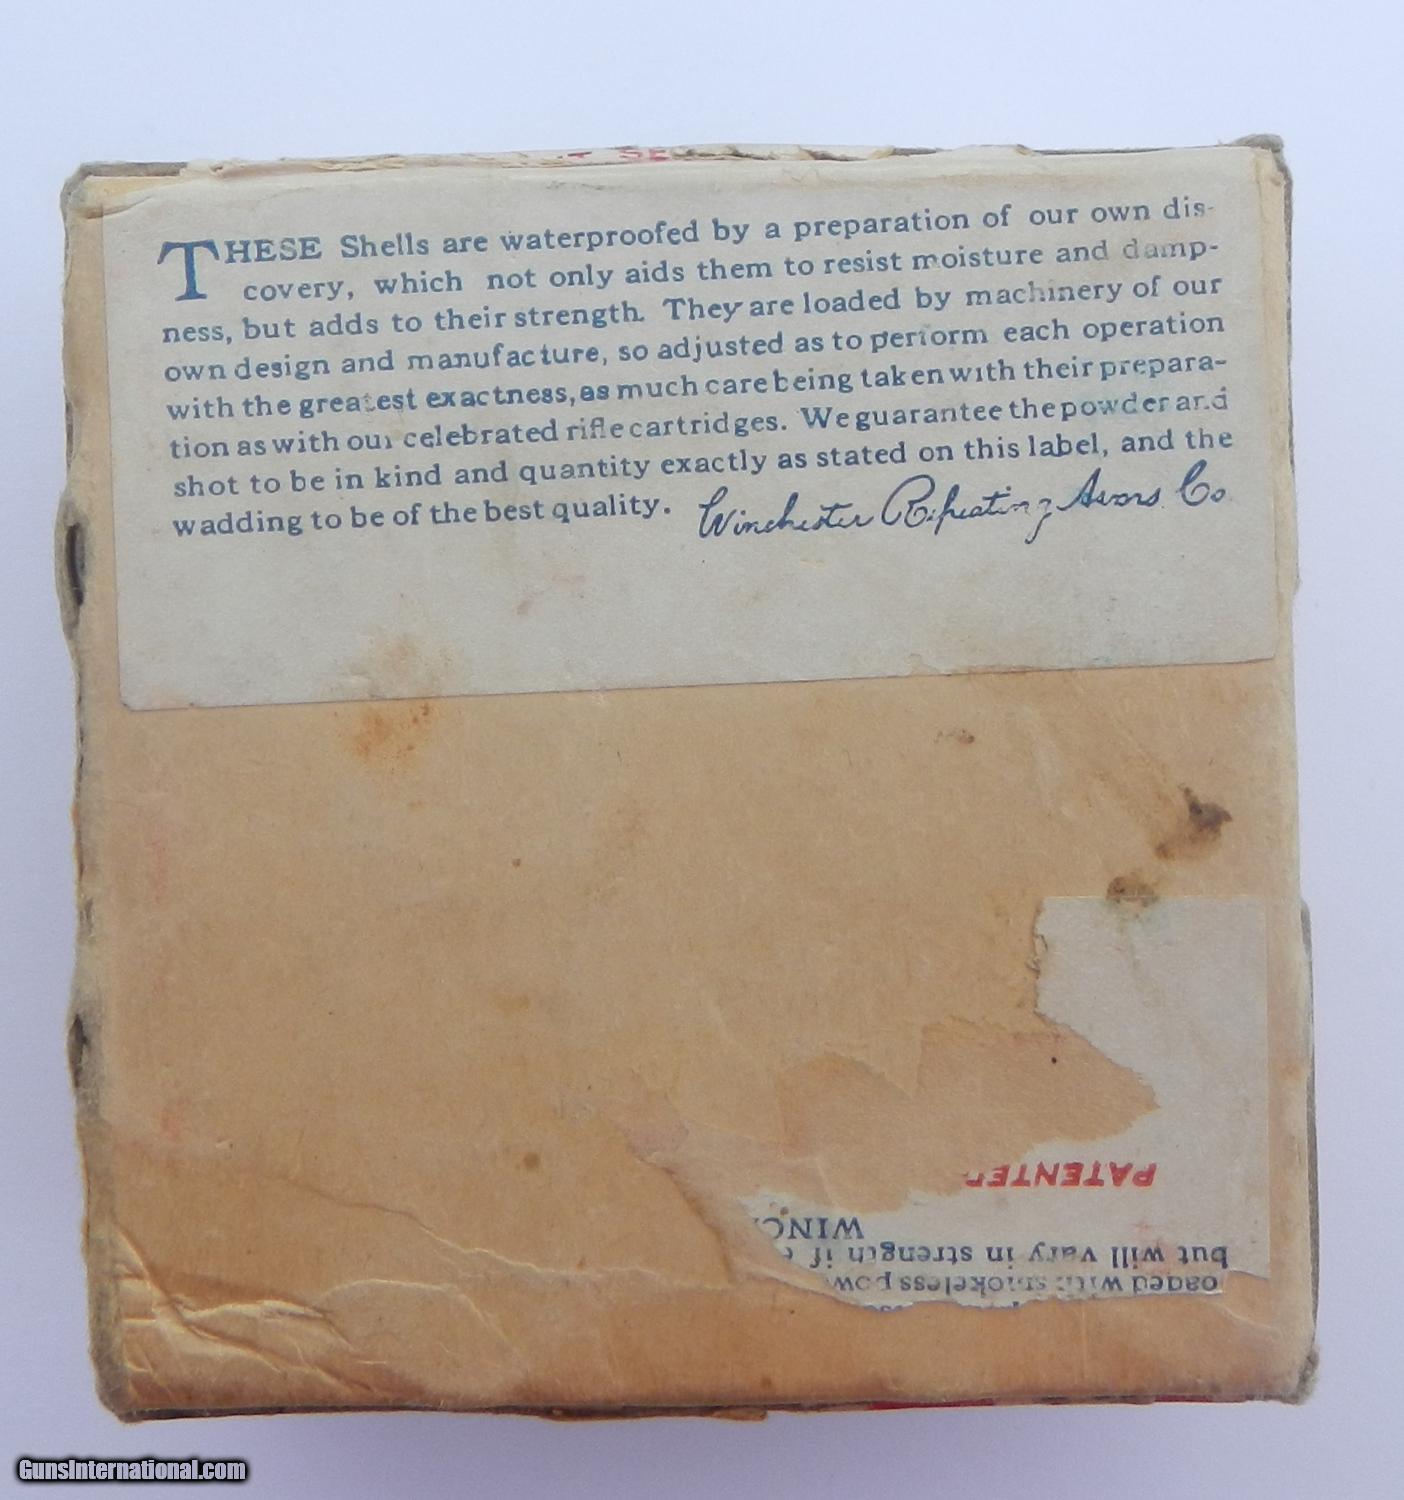 THESE Shells are waterproofed by a preparation of our own dis-
covery, which not only aids them to resist moisture and damp-
ness, but adds to their strength. They are loaded by machinery of our
own design and manufacture, so adjusted as to perform each operation
with the greatest exactness, as much care being taken with their prepara-
tion as with our celebrated rifle cartridges. We guarantee the powder and
shot to be in kind and quantity exactly as stated on this label, and the
wadding to be of the best quality. Winchester Repeating Arms Co
PATENTED
WINC
but will vary in strength if
oaded with smokeless pow
GunsInternational.com